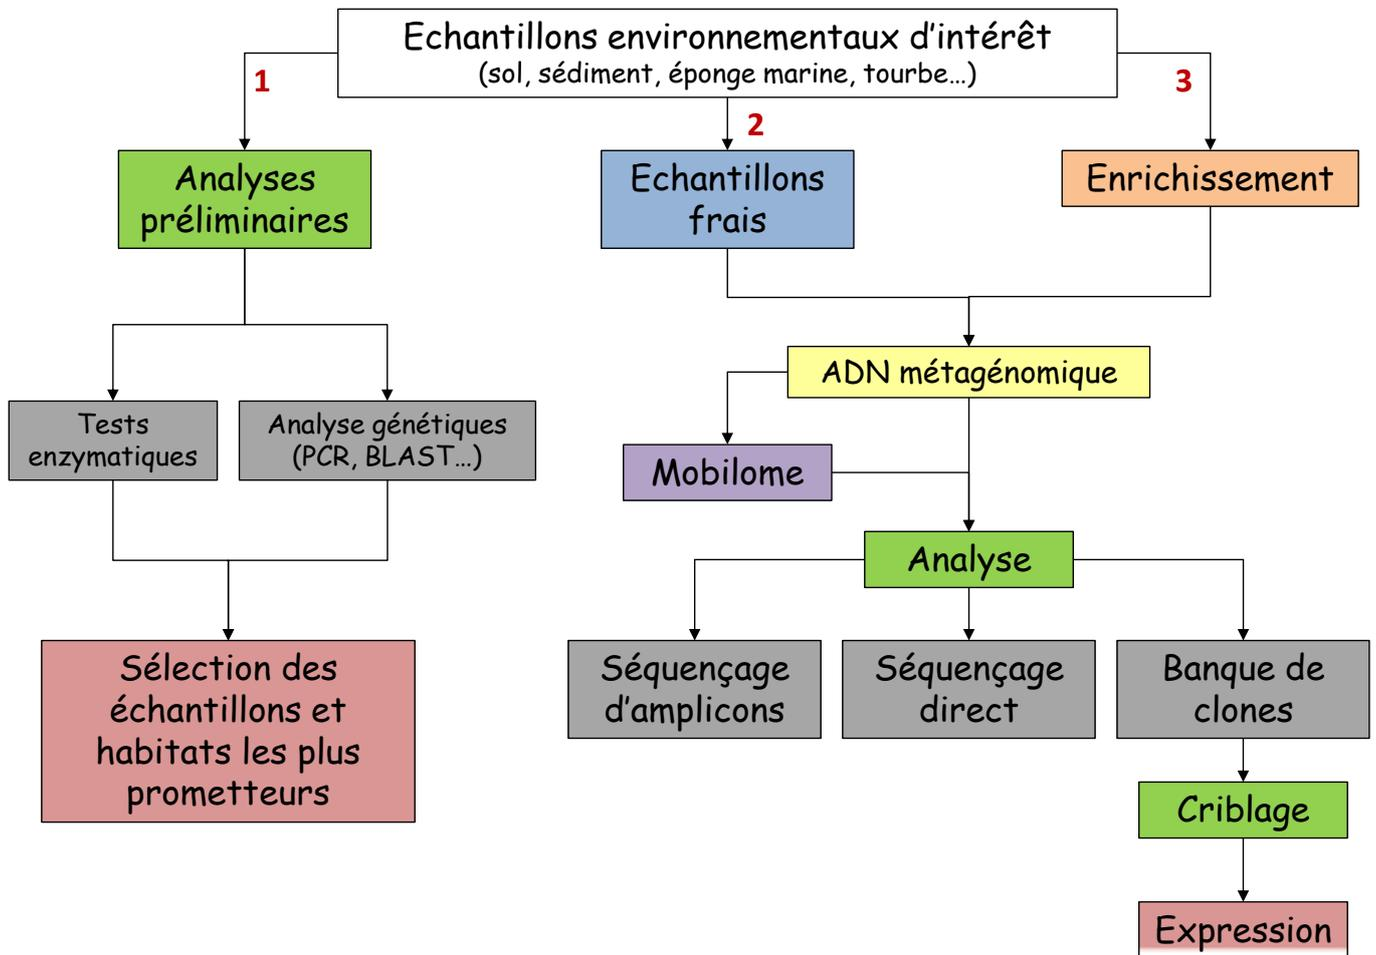 Echantillons environnementaux d’intérêt
(sol, sédiment, éponge marine, tourbe…)
1
2
3
Analyses
préliminaires
Echantillons
frais
Enrichissement
ADN métagénomique
Tests
enzymatiques
Analyse génétiques
(PCR, BLAST…)
Mobilome
Analyse
Sélection des
échantillons et
habitats les plus
prometteurs
Séquençage
d’amplicons
Séquençage
direct
Banque de
clones
Criblage
Expression